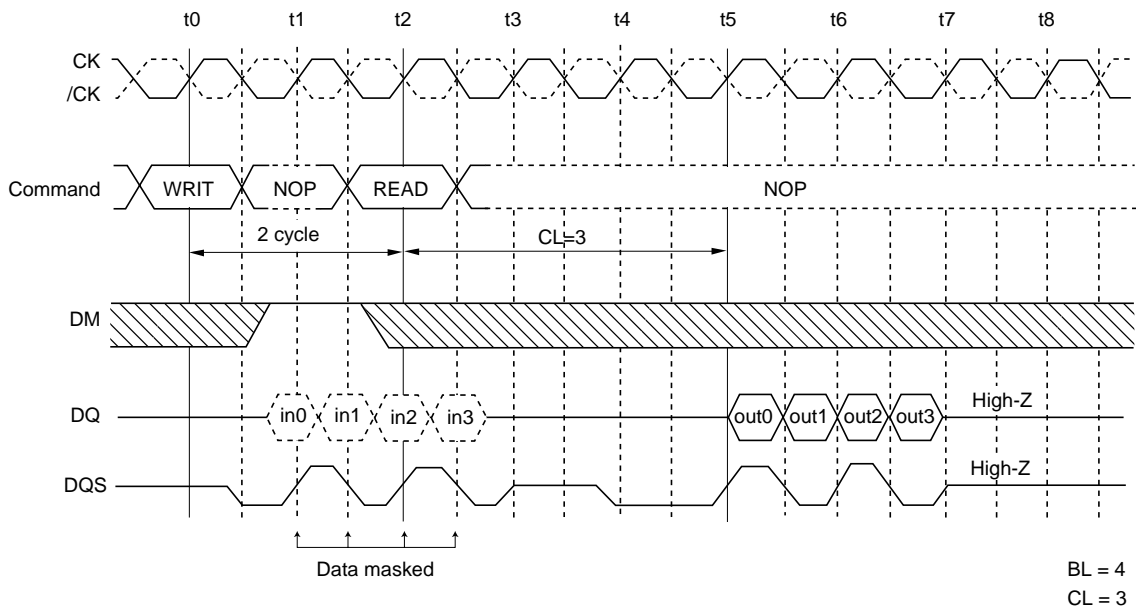 t0 t1 t2 t3 t4 t5 t6 t7 t8
CK
/CK
Command WRIT NOP READ NOP
2 cycle CL=3
DM
DQ in0 in1 in2 in3 out0 out1 out2 out3 High-Z
DQS High-Z
Data masked
BL = 4
CL = 3